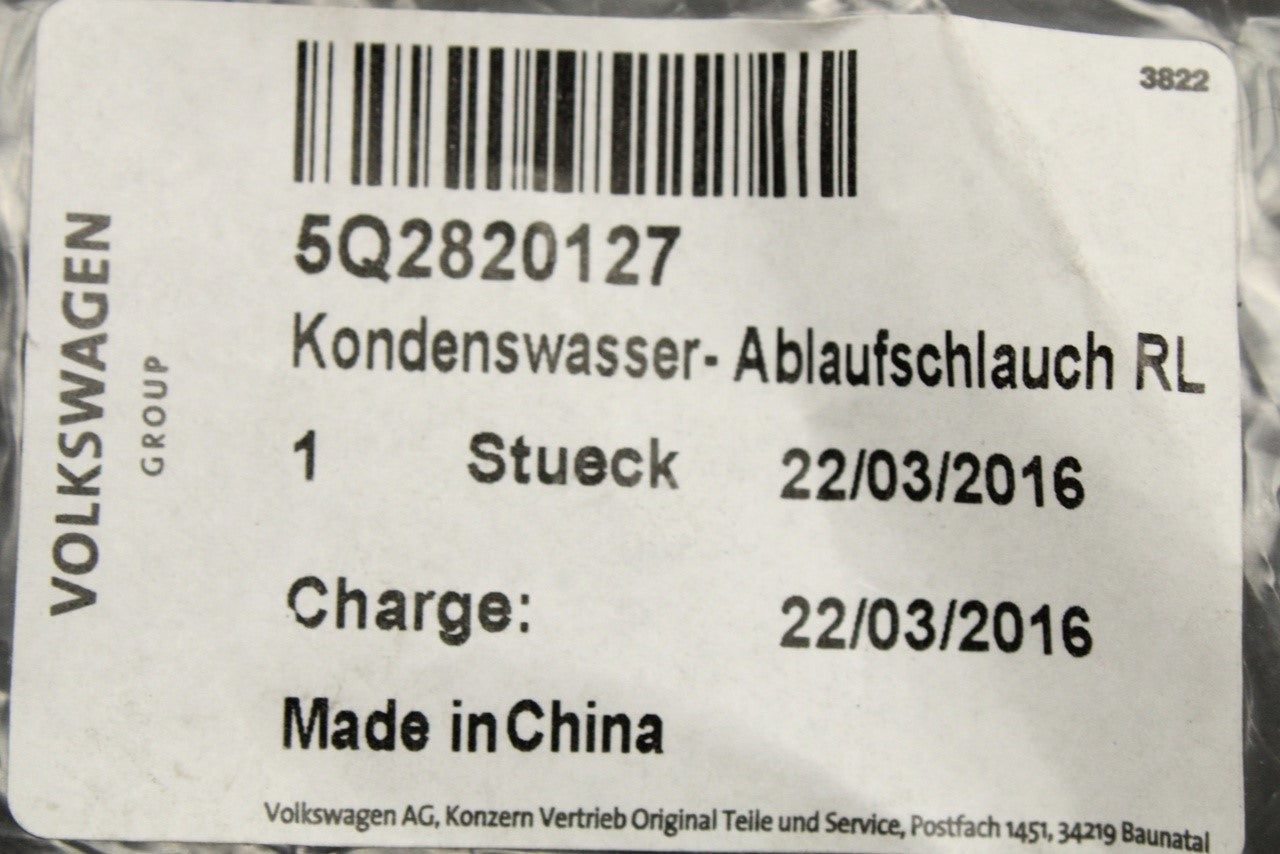 3822
5Q2820127
Kondenswasser- Ablaufschlauch RL
1 Stueck 22/03/2016
Charge: 22/03/2016
Made in China
VOLKSWAGEN
GROUP
Volkswagen AG, Konzern Vertrieb Original Teile und Service, Postfach 1451, 34219 Baunatal